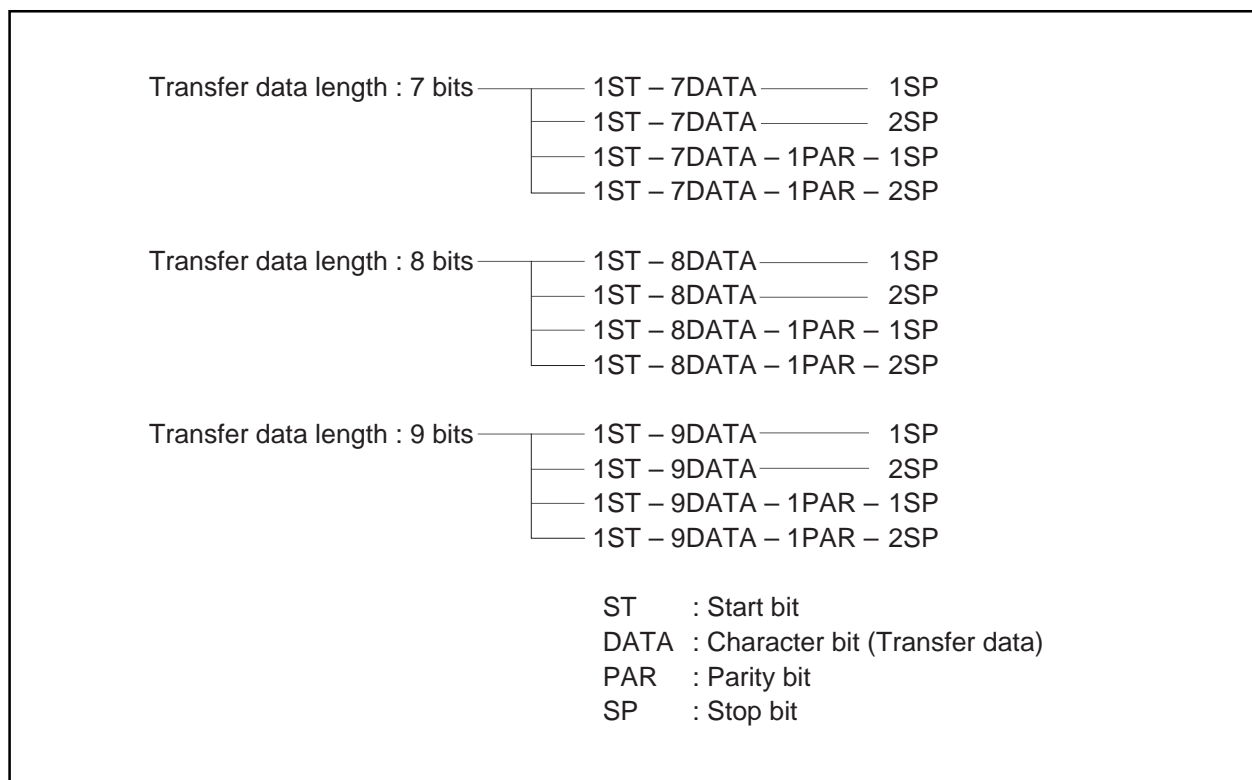 Transfer data length : 7 bits 1ST – 7DATA 1SP
1ST – 7DATA 2SP
1ST – 7DATA – 1PAR – 1SP
1ST – 7DATA – 1PAR – 2SP
Transfer data length : 8 bits 1ST – 8DATA 1SP
1ST – 8DATA 2SP
1ST – 8DATA – 1PAR – 1SP
1ST – 8DATA – 1PAR – 2SP
Transfer data length : 9 bits 1ST – 9DATA 1SP
1ST – 9DATA 2SP
1ST – 9DATA – 1PAR – 1SP
1ST – 9DATA – 1PAR – 2SP
ST : Start bit
DATA : Character bit (Transfer data)
PAR : Parity bit
SP : Stop bit